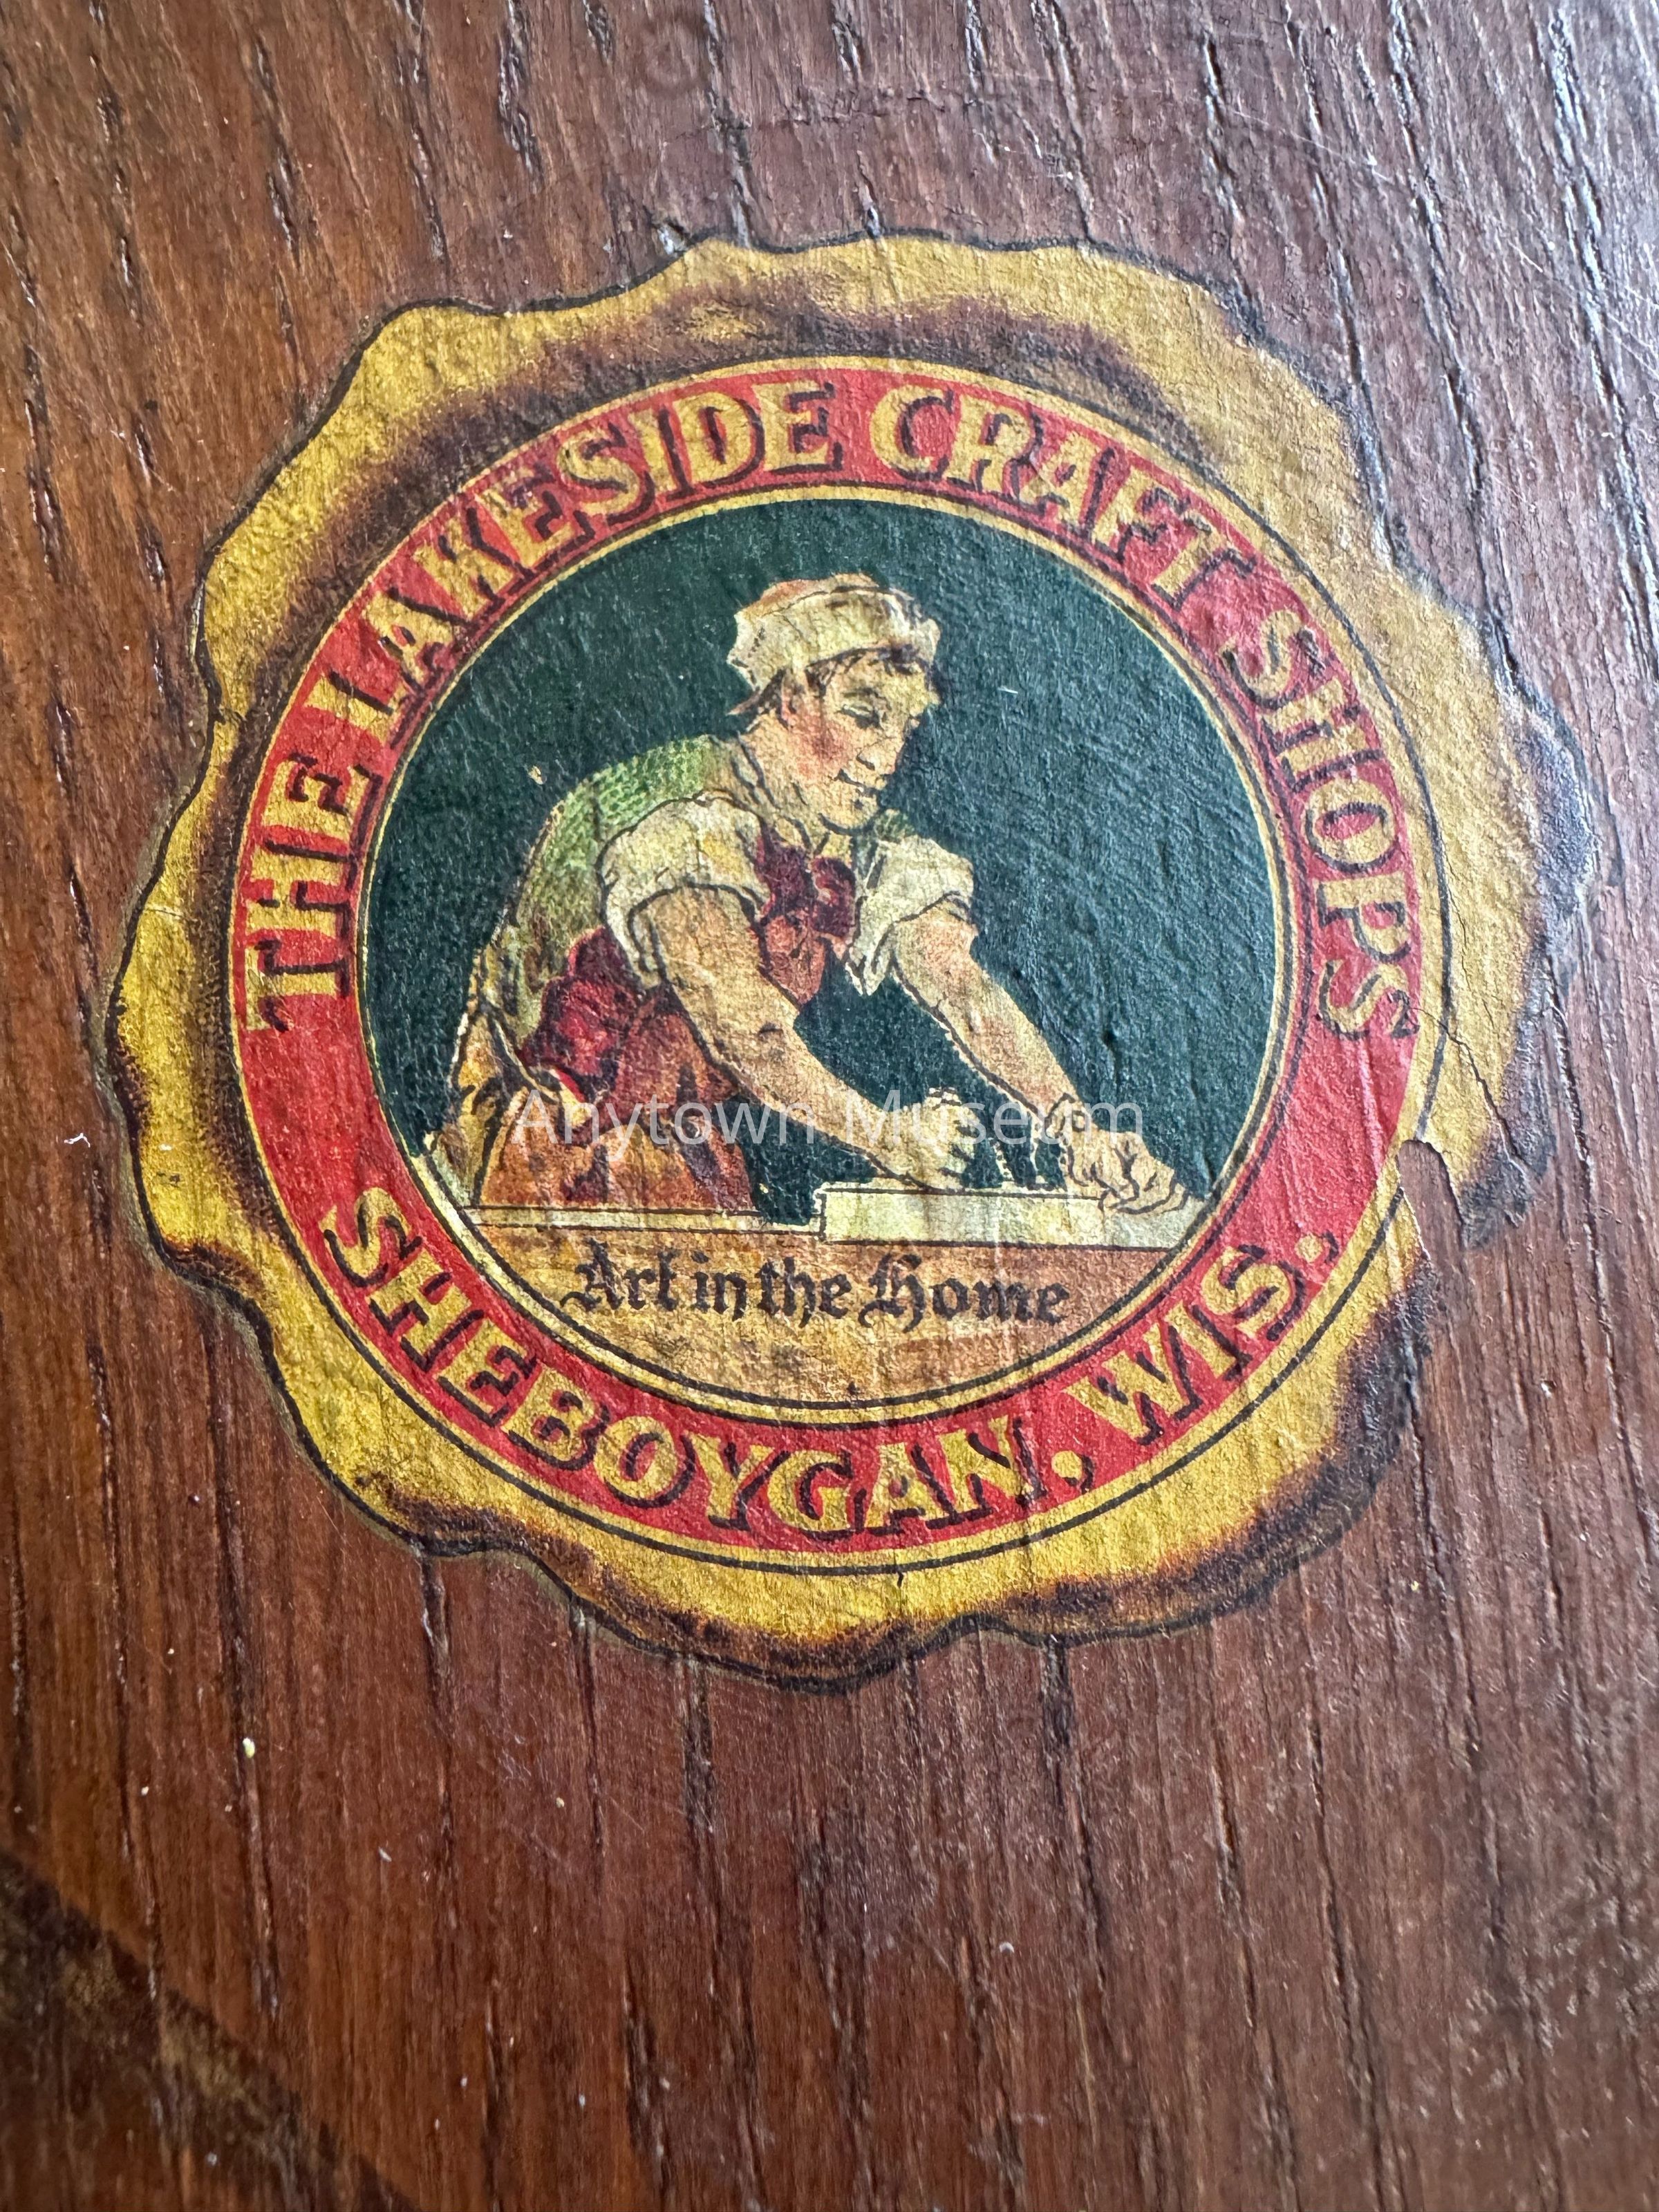 THE LAKESIDE CRAFT SHOPS
Anytown Museum
Art in the Home
SHEBOYGAN. WIS.